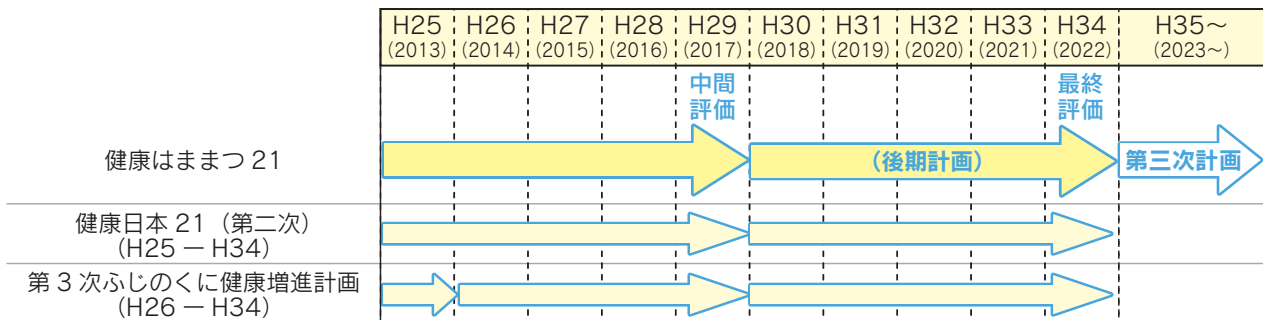 H25 H26 H27 H28 H29 H30 H31 H32 H33 H34 H35～
(2013) (2014) (2015) (2016) (2017) (2018) (2019) (2020) (2021) (2022) (2023～)
中間 最終
評価 評価
健康はままつ 21 (後期計画) 第三次計画
健康日本 21（第二次）
（H25 ― H34）
第 3 次ふじのくに健康増進計画
（H26 ― H34）